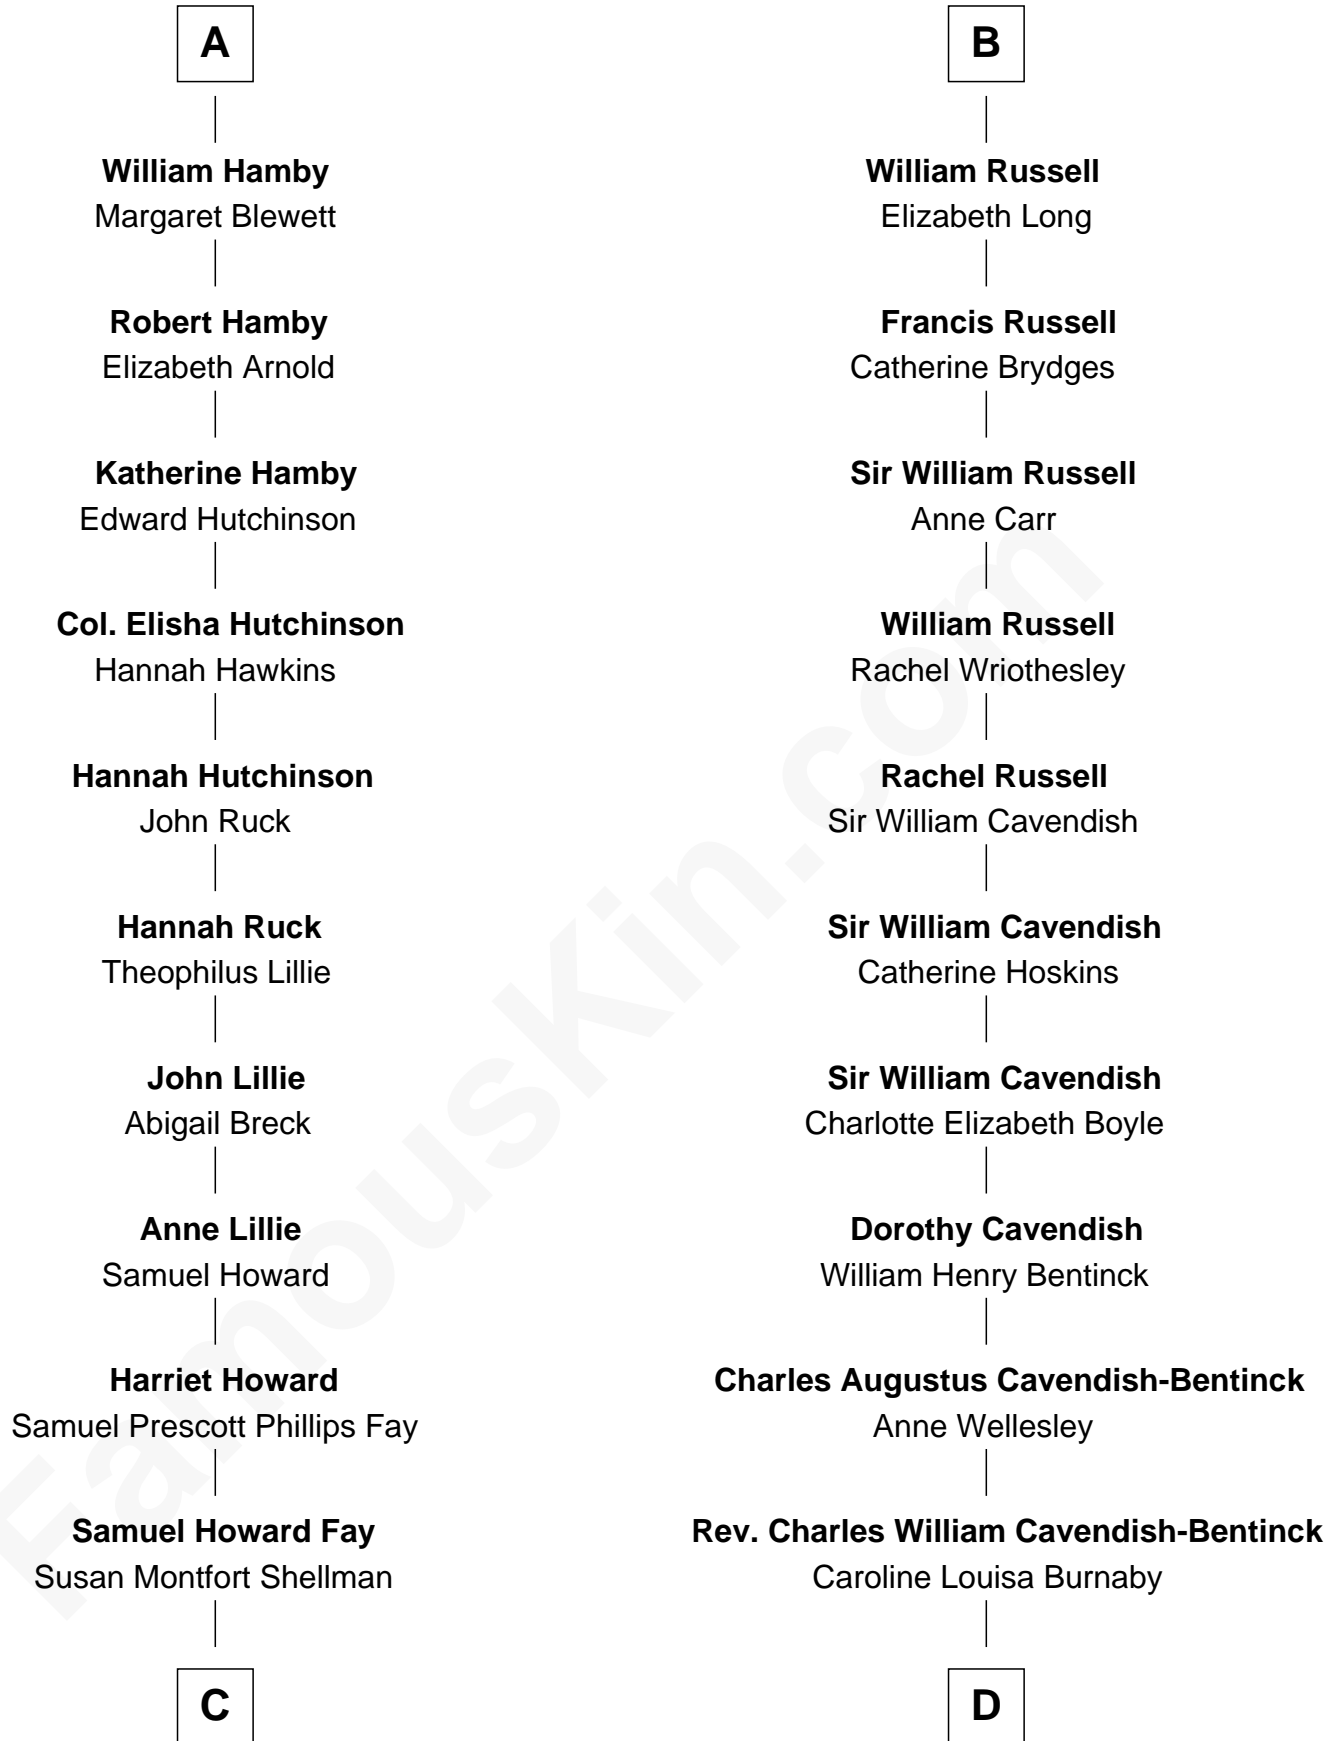 A
William Hamby
Margaret Blewett
Robert Hamby
Elizabeth Arnold
Katherine Hamby
Edward Hutchinson
Col. Elisha Hutchinson
Hannah Hawkins
Hannah Hutchinson
John Ruck
Hannah Ruck
Theophilus Lillie
John Lillie
Abigail Breck
Anne Lillie
Samuel Howard
Harriet Howard
Samuel Prescott Phillips Fay
Samuel Howard Fay
Susan Montfort Shellman
C
B
William Russell
Elizabeth Long
Francis Russell
Catherine Brydges
Sir William Russell
Anne Carr
William Russell
Rachel Wriothesley
Rachel Russell
Sir William Cavendish
Sir William Cavendish
Catherine Hoskins
Sir William Cavendish
Charlotte Elizabeth Boyle
Dorothy Cavendish
William Henry Bentinck
Charles Augustus Cavendish-Bentinck
Anne Wellesley
Rev. Charles William Cavendish-Bentinck
Caroline Louisa Burnaby
D
FamousKin.com